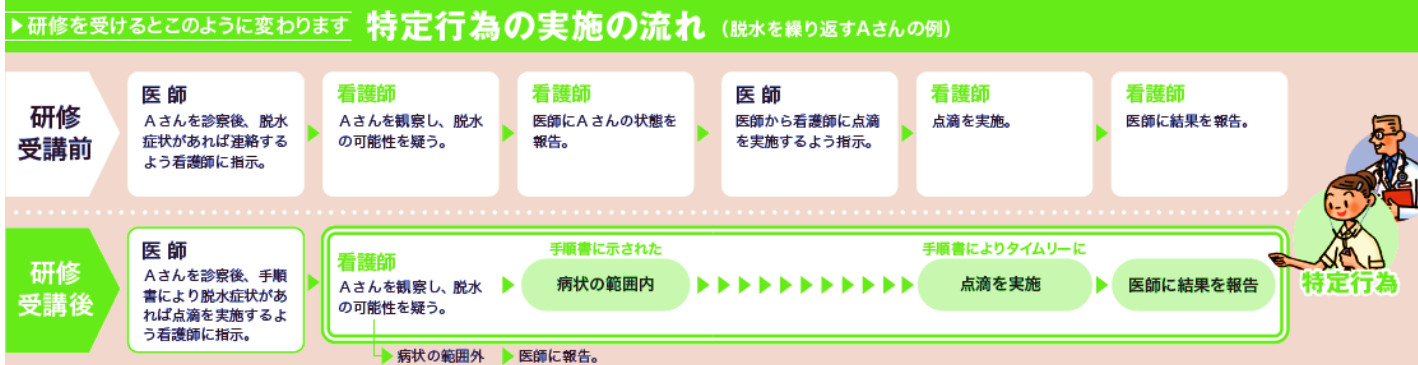 ▶研修を受けるとこのように変わります 特定行為の実施の流れ (脱水を繰り返すAさんの例)
研修
受講前
医 師
Aさんを診察後、脱水
症状があれば連絡する
よう看護師に指示。
看護師
Aさんを観察し、脱水
の可能性を疑う。
看護師
医師にAさんの状態を
報告。
医 師
医師から看護師に点滴
を実施するよう指示。
看護師
点滴を実施。
看護師
医師に結果を報告。
研修
受講後
医 師
Aさんを診察後、手順
書により脱水症状があ
れば点滴を実施するよ
う看護師に指示。
看護師
Aさんを観察し、脱水
の可能性を疑う。
手順書に示された
病状の範囲内
手順書によりタイムリーに
点滴を実施
医師に結果を報告
特定行為
病状の範囲外 ▶ 医師に報告。